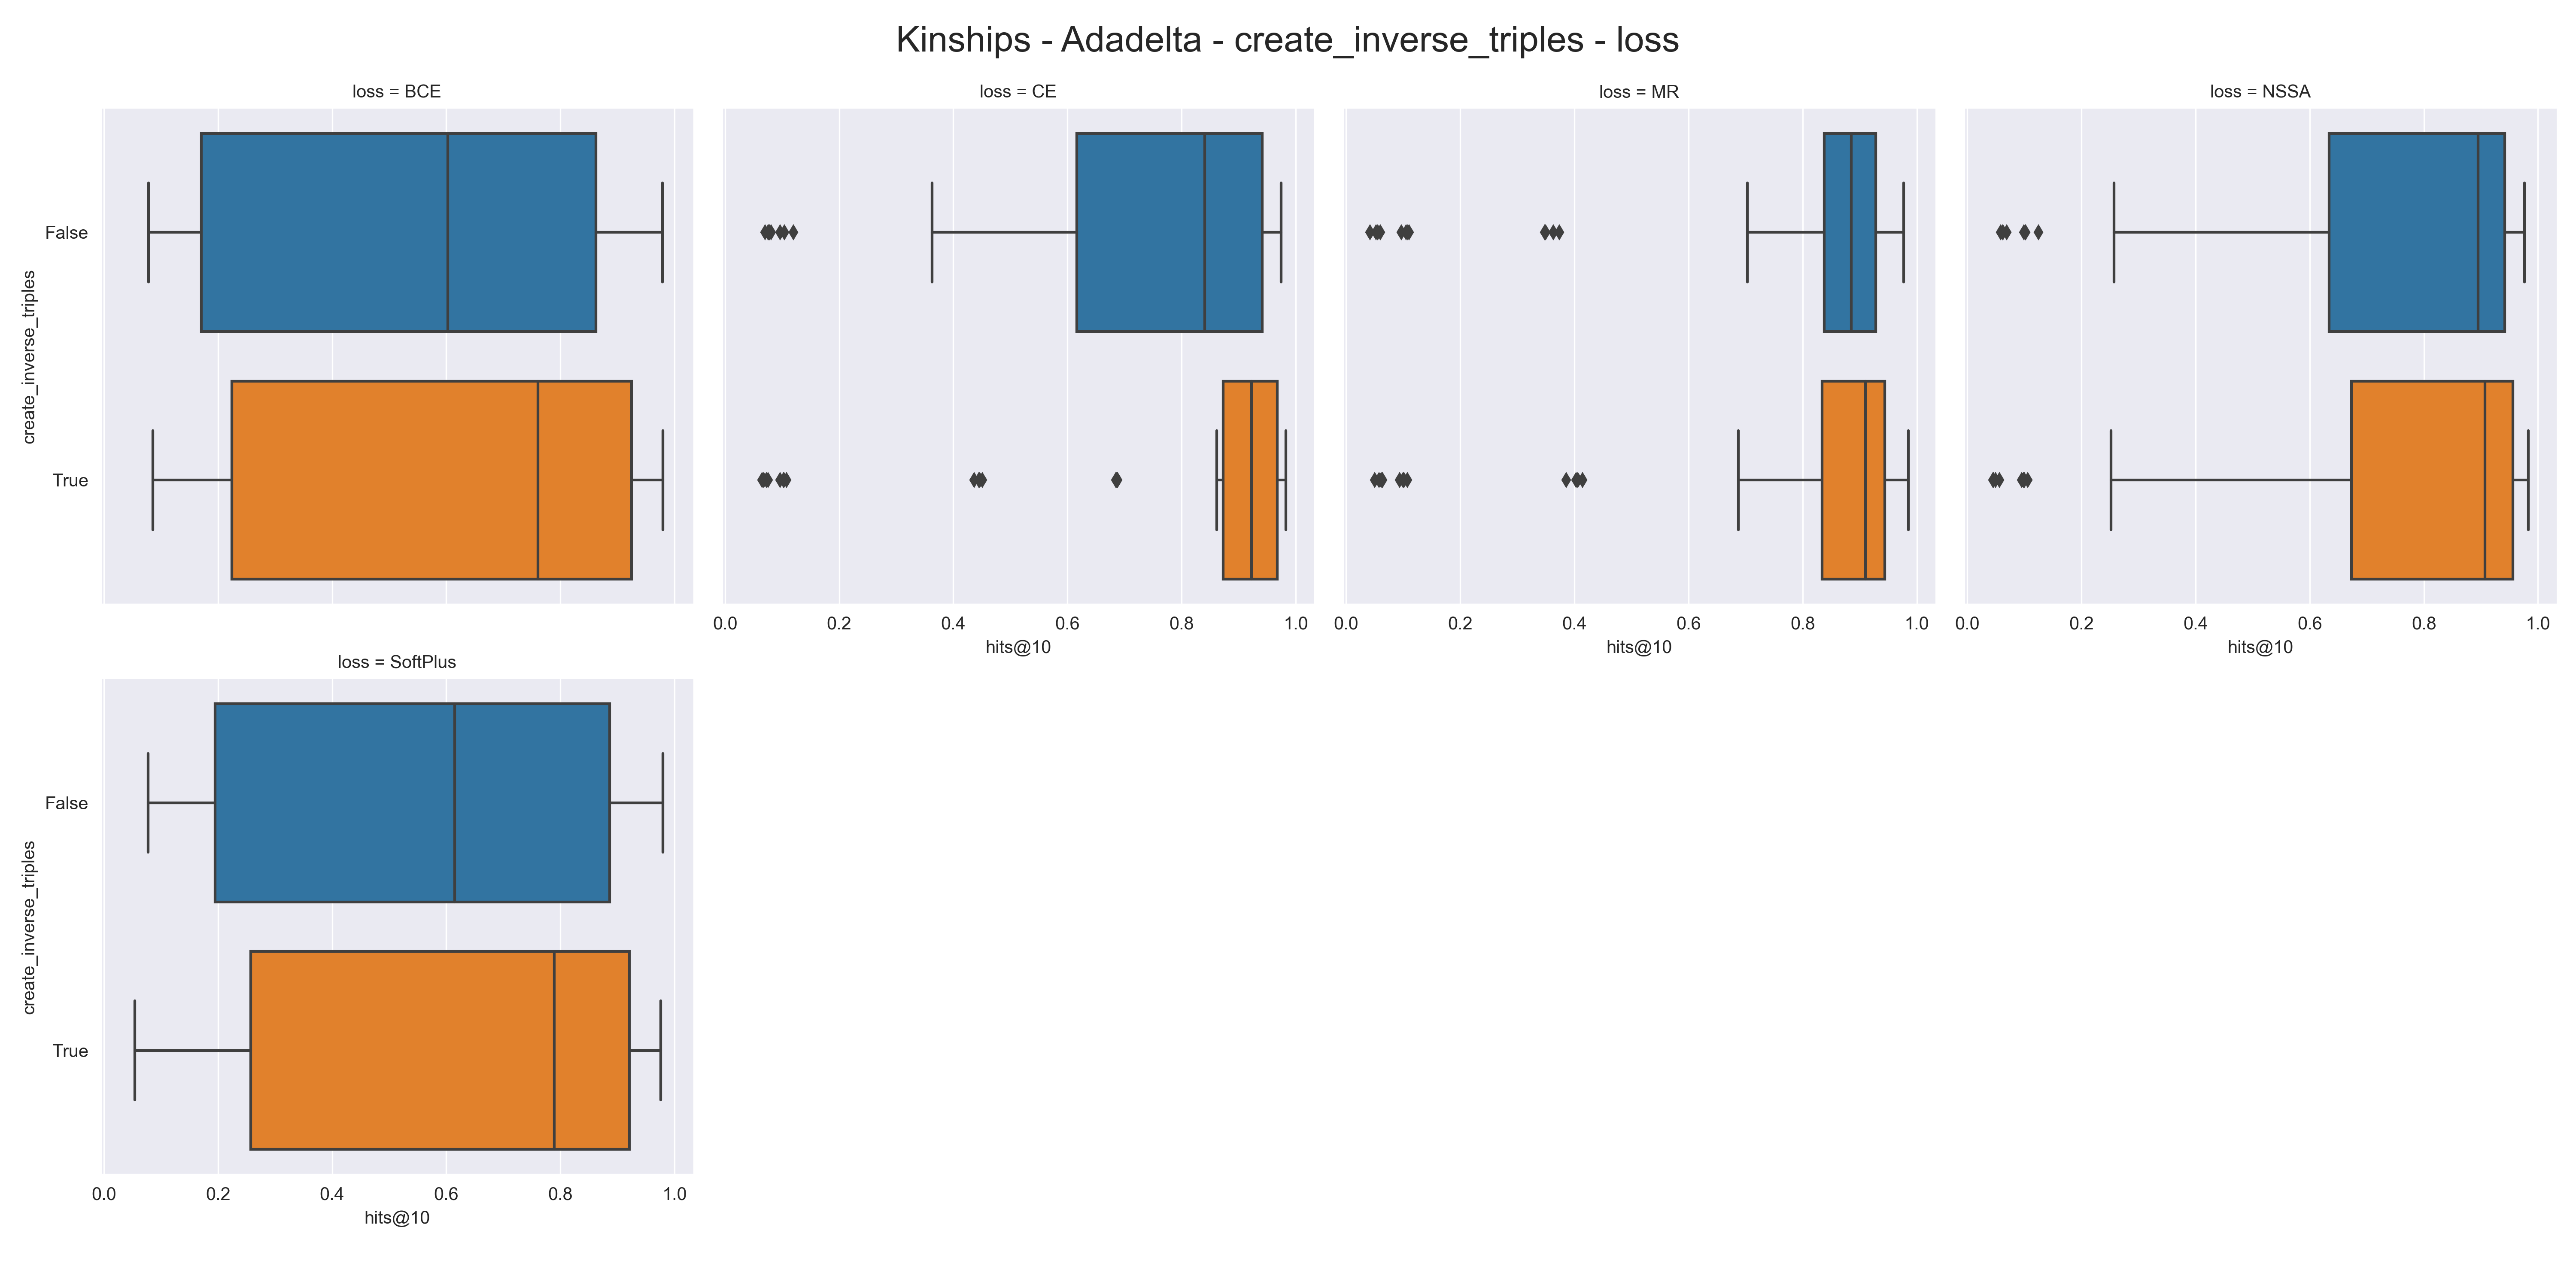 Kinships - Adadelta - create_inverse_triples - loss
loss = BCE
loss = CE
loss = MR
loss = NSSA
create_inverse_triples
False
True
0.0 0.2 0.4 0.6 0.8 1.0
hits@10
0.0 0.2 0.4 0.6 0.8 1.0
hits@10
0.0 0.2 0.4 0.6 0.8 1.0
hits@10
loss = SoftPlus
create_inverse_triples
False
True
0.0 0.2 0.4 0.6 0.8 1.0
hits@10